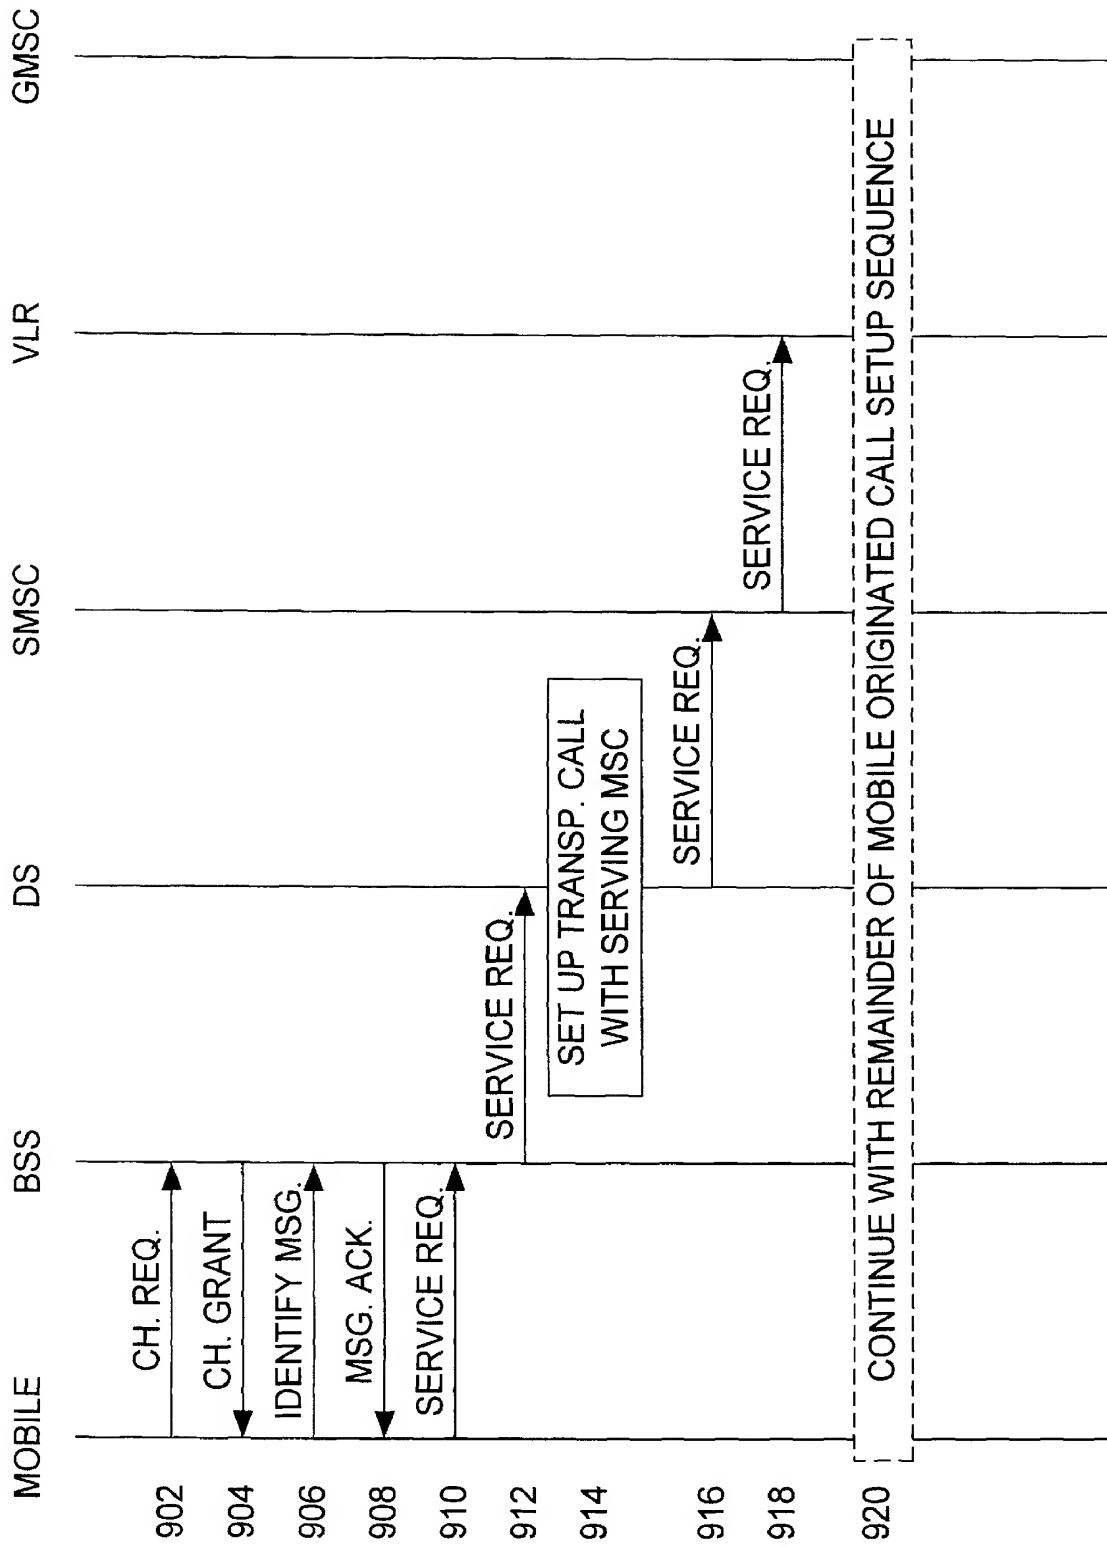 MOBILE
BSS
DS
SMSC
VLR
GMSC
902
CH. REQ.
904
CH. GRANT
906
IDENTIFY MSG.
908
MSG. ACK.
910
SERVICE REQ.
912
SERVICE REQ.
914
SET UP TRANSP. CALL
WITH SERVING MSC
916
SERVICE REQ.
918
SERVICE REQ.
920
CONTINUE WITH REMAINDER OF MOBILE ORIGINATED CALL SETUP SEQUENCE